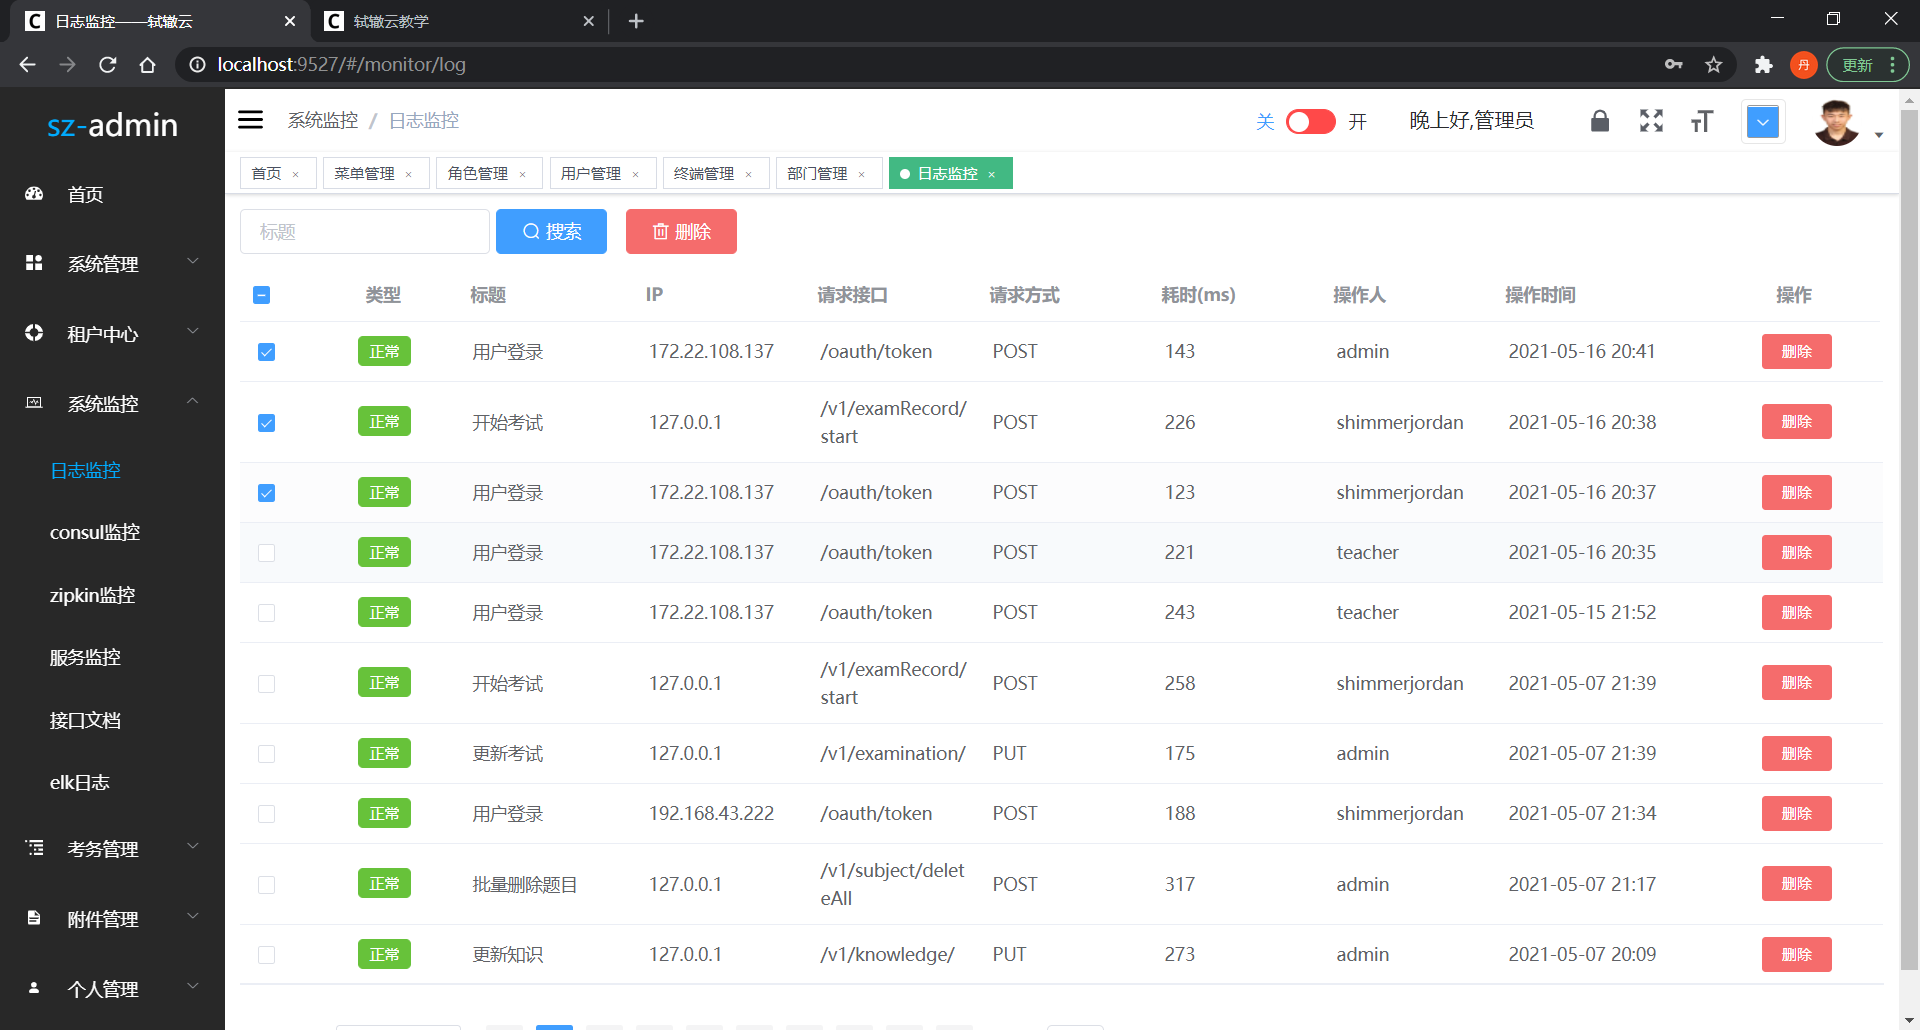 日志监控——轼辙云
轼辙云教学
localhost:9527/#/monitor/log
丹
更新
sz-admin
首页
系统管理
租户中心
系统监控
日志监控
consul监控
zipkin监控
服务监控
接口文档
elk日志
考务管理
附件管理
个人管理
系统监控 / 日志监控
关 开 晚上好,管理员
首页 × 菜单管理 × 角色管理 × 用户管理 × 终端管理 × 部门管理 × 日志监控 ×
标题 搜索 删除
类型 标题 IP 请求接口 请求方式 耗时(ms) 操作人 操作时间 操作
正常 用户登录 172.22.108.137 /oauth/token POST 143 admin 2021-05-16 20:41 删除
正常 开始考试 127.0.0.1 /v1/examRecord/ POST 226 shimmerjordan 2021-05-16 20:38 删除
start
正常 用户登录 172.22.108.137 /oauth/token POST 123 shimmerjordan 2021-05-16 20:37 删除
正常 用户登录 172.22.108.137 /oauth/token POST 221 teacher 2021-05-16 20:35 删除
正常 用户登录 172.22.108.137 /oauth/token POST 243 teacher 2021-05-15 21:52 删除
正常 开始考试 127.0.0.1 /v1/examRecord/ POST 258 shimmerjordan 2021-05-07 21:39 删除
start
正常 更新考试 127.0.0.1 /v1/examination/ PUT 175 admin 2021-05-07 21:39 删除
正常 用户登录 192.168.43.222 /oauth/token POST 188 shimmerjordan 2021-05-07 21:34 删除
正常 批量删除题目 127.0.0.1 /v1/subject/delet POST 317 admin 2021-05-07 21:17 删除
eAll
正常 更新知识 127.0.0.1 /v1/knowledge/ PUT 273 admin 2021-05-07 20:09 删除